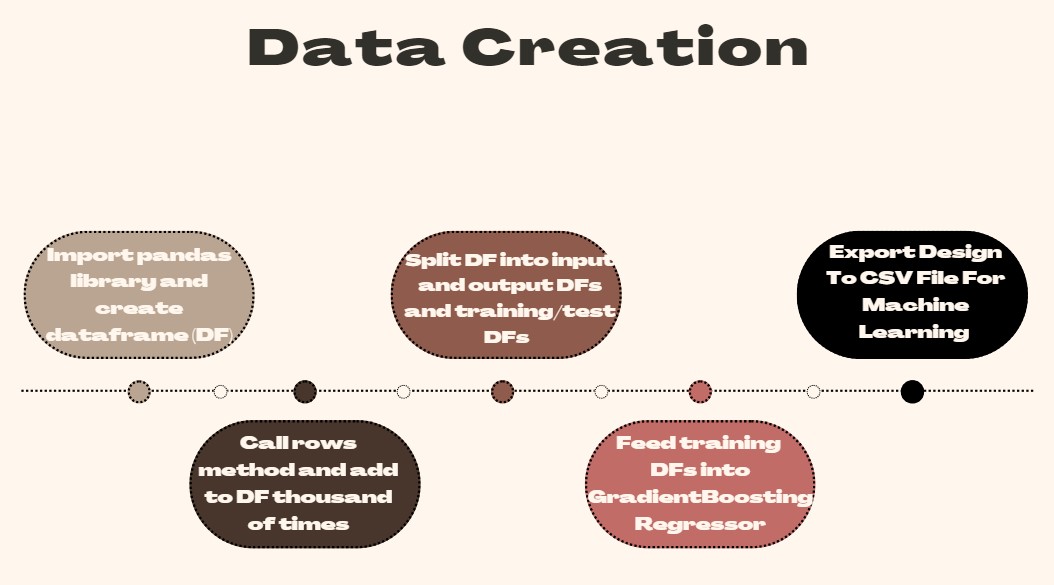 Data Creation
Import pandas
library and
create
dataframe (DF)
Call rows
method and add
to DF thousand
of times
Split DF into input
and output DFs
and training/test
DFs
Feed training
DFs into
GradientBoosting
Regressor
Export Design
To CSV File For
Machine
Learning